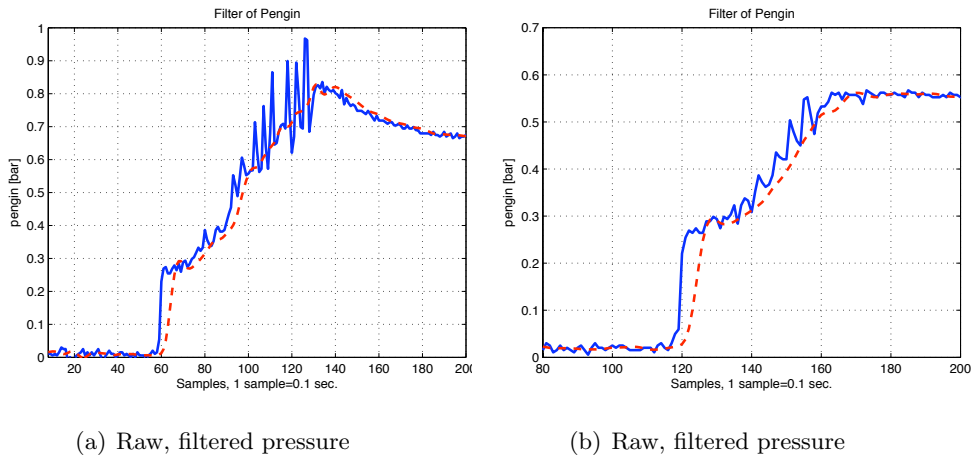 Filter of Pengin
1
0.9
0.8
0.7
0.6
0.5
0.4
0.3
0.2
0.1
0
pengin [bar]
20 40 60 80 100 120 140 160 180 200
Samples, 1 sample=0.1 sec.
(a) Raw, filtered pressure
Filter of Pengin
0.7
0.6
0.5
0.4
0.3
0.2
0.1
0
pengin [bar]
80 100 120 140 160 180 200
Samples, 1 sample=0.1 sec.
(b) Raw, filtered pressure